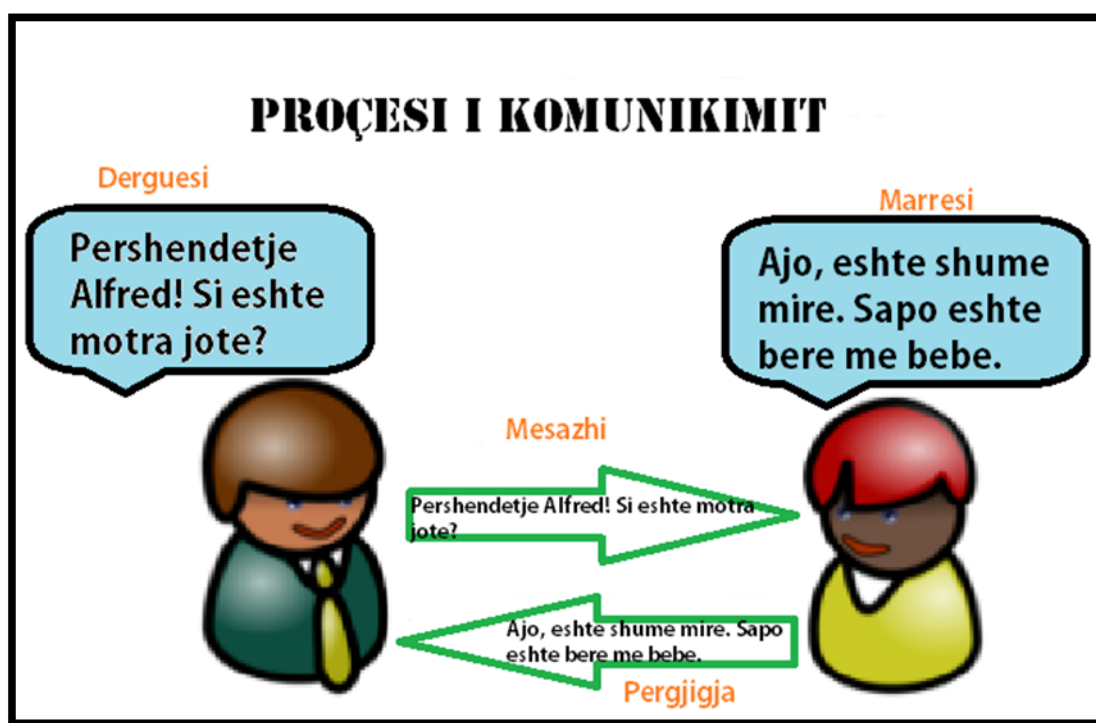 PROÇESI I KOMUNIKIMIT
Derguesi
Marresi
Pershendetje
Alfred! Si eshte
motra jote?
Ajo, eshte shume
mire. Sapo eshte
bere me bebe.
Mesazhi
Pershendetje Alfred! Si eshte motra
jote?
Ajo, eshte shume mire. Sapo
eshte bere me bebe.
Pergjigja